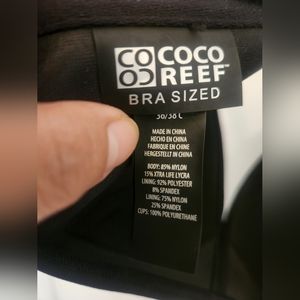 COCO
REEF™
BRA SIZED
36/38 C
MADE IN CHINA
HECHO EN CHINA
FABRIQUE EN CHINE
HERGESTELLT IN CHINA
BODY: 85% NYLON
15% XTRA LIFE LYCRA
LINING: 92% POLYESTER
8% SPANDEX
LINING: 75% NYLON
25% SPANDEX
CUPS: 100% POLYURETHANE